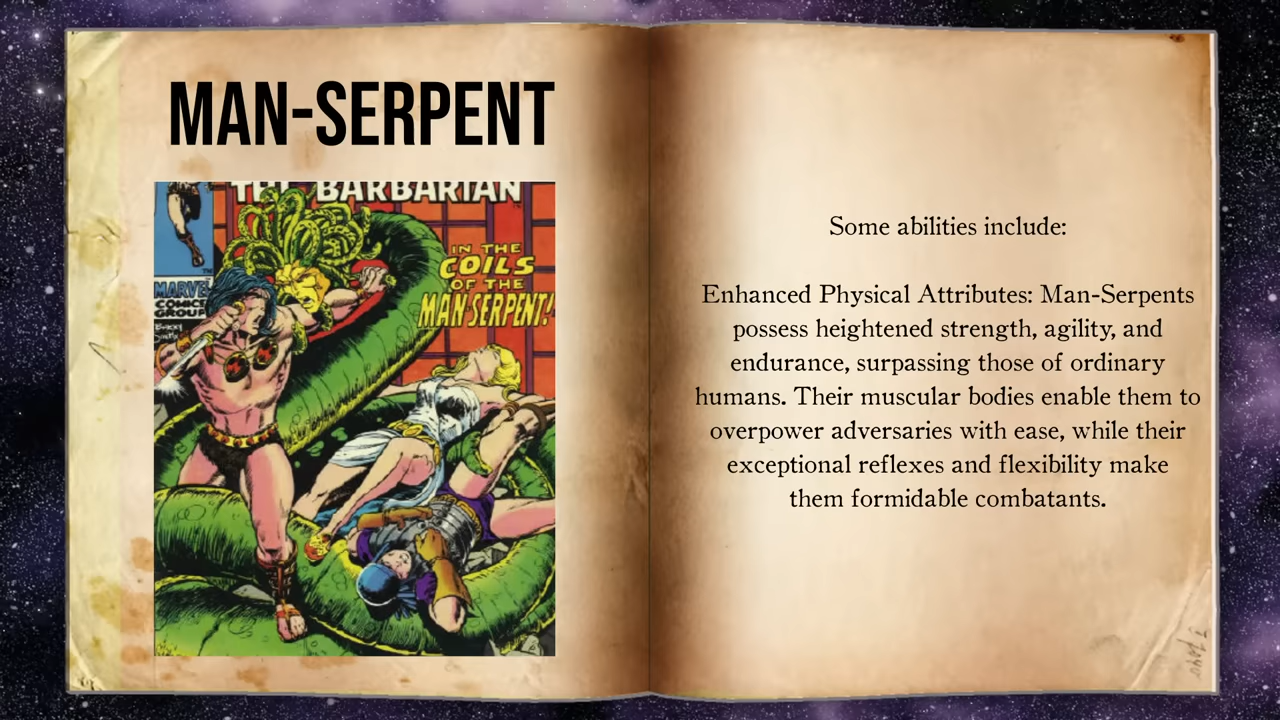 MAN-SERPENT
THE BARBARIAN
IN THE
COILS
OF THE
MAN-SERPENT!
MARVEL
COMICS
GROUP
TM
Some abilities include:
Enhanced Physical Attributes: Man-Serpents
possess heightened strength, agility, and
endurance, surpassing those of ordinary
humans. Their muscular bodies enable them to
overpower adversaries with ease, while their
exceptional reflexes and flexibility make
them formidable combatants.